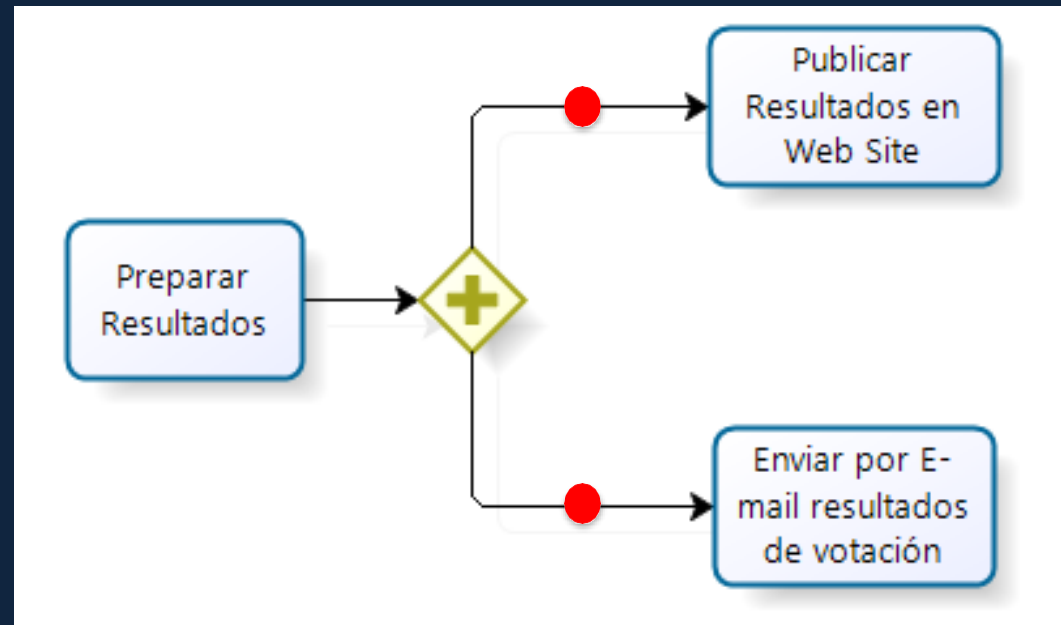 Publicar
Resultados en
Web Site
Preparar
Resultados
Enviar por E-
mail resultados
de votación